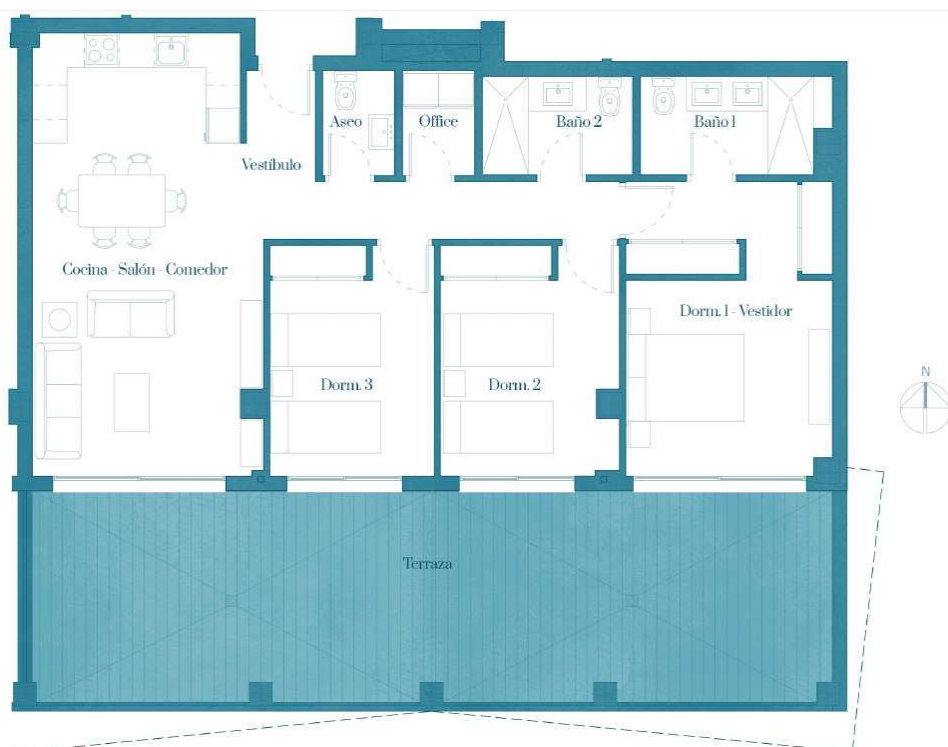 Aseo
Office
Baño 2
Baño 1
Vestíbulo
Cocina - Salón - Comedor
Dorm. 1 - Vestidor
N
Dorm. 3
Dorm. 2
Terraza